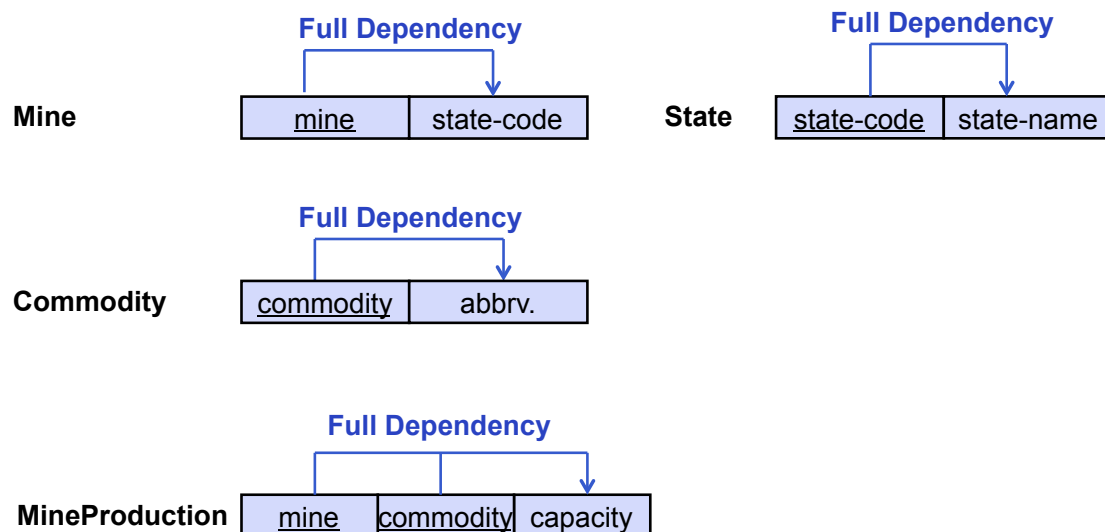 Full Dependency
Full Dependency
Mine mine state-code
State state-code state-name
Full Dependency
Commodity commodity abbrv.
Full Dependency
MineProduction mine commodity capacity